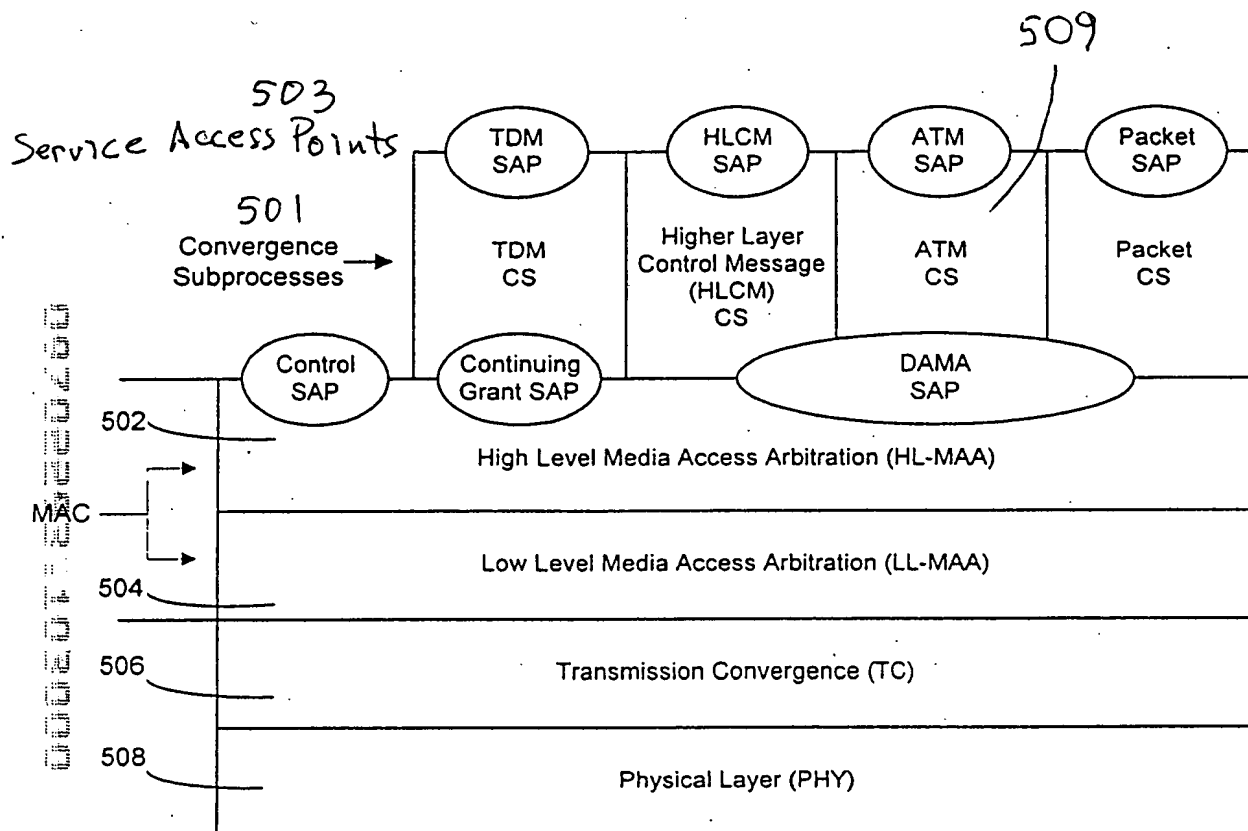 509
503
Service Access Points
TDM
SAP
HLCM
SAP
ATM
SAP
Packet
SAP
501
Convergence
Subprocesses
TDM
CS
Higher Layer
Control Message
(HLCM)
CS
ATM
CS
Packet
CS
Control
SAP
Continuing
Grant SAP
DAMA
SAP
502
High Level Media Access Arbitration (HL-MAA)
MAC
Low Level Media Access Arbitration (LL-MAA)
504
506
Transmission Convergence (TC)
508
Physical Layer (PHY)